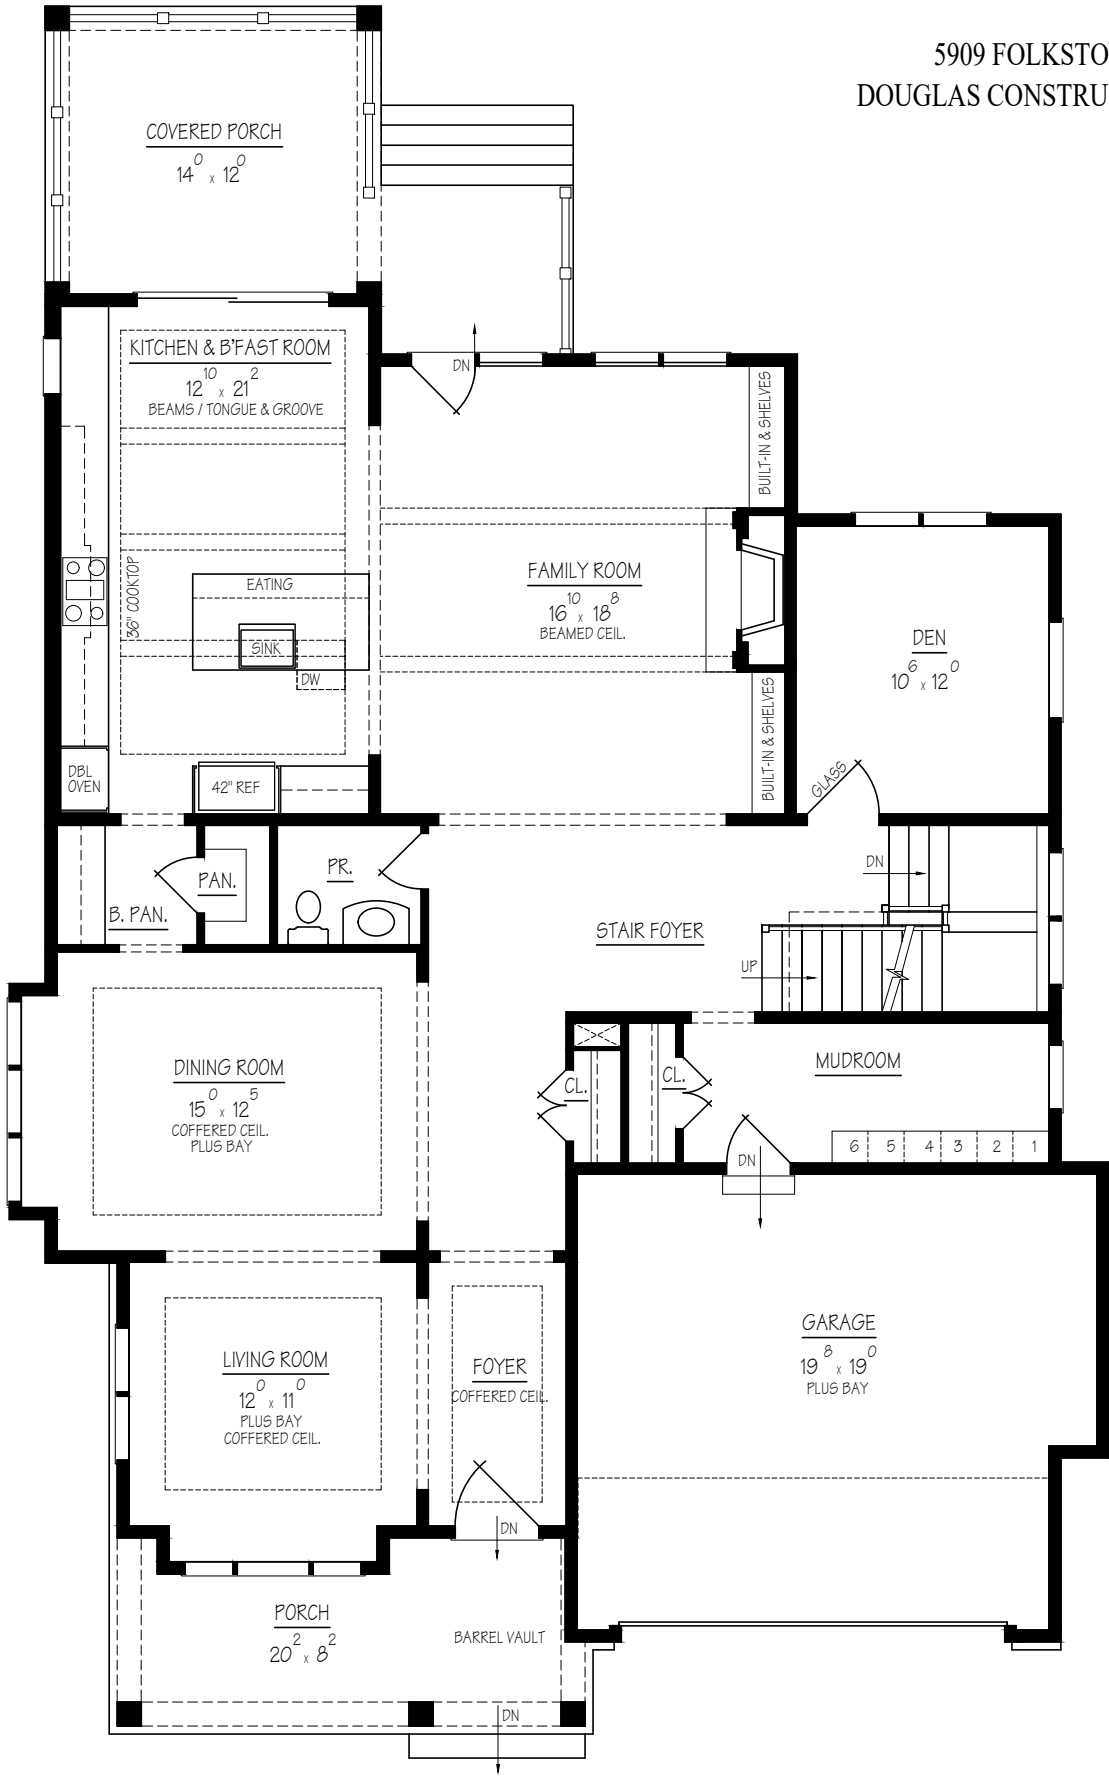 5909 FOLKSTO
DOUGLAS CONSTRU
COVERED PORCH
14⁰ x 12⁰
KITCHEN & B'FAST ROOM
12¹⁰ x 21²
BEAMS / TONGUE & GROOVE
DN
BUILT-IN & SHELVES
36" COOKTOP
EATING
SINK
DW
FAMILY ROOM
16¹⁰ x 18⁸
BEAMED CEIL.
DEN
10⁶ x 12⁰
BUILT-IN & SHELVES
GLASS
DBL
OVEN
42" REF
PAN.
B. PAN.
PR.
DN
STAIR FOYER
UP
DINING ROOM
15⁰ x 12⁵
COFFERED CEIL.
PLUS BAY
CL.
CL.
MUDROOM
6 5 4 3 2 1
DN
LIVING ROOM
12⁰ x 11⁰
PLUS BAY
COFFERED CEIL.
FOYER
COFFERED CEIL.
GARAGE
19⁸ x 19⁰
PLUS BAY
DN
PORCH
20² x 8²
BARREL VAULT
DN